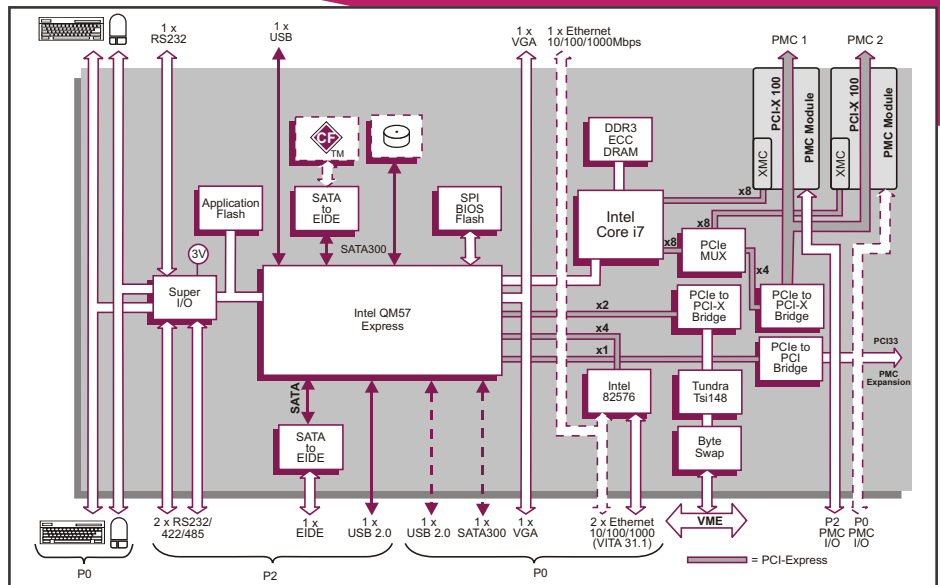 1 x
RS232
1 x
USB
1 x
VGA
1 x Ethernet
10/100/1000Mbps
PMC 1
PMC 2
PCI-X 100
PMC Module
XMC
PCI-X 100
PMC Module
XMC
CF
TM
DDR3
ECC
DRAM
Application
Flash
SATA
to
EIDE
SPI
BIOS
Flash
Intel
Core i7
x8
x8
x8
PCIe
MUX
x4
SATA300
3V
Super
I/O
Intel QM57
Express
x2
x4
x1
PCIe to
PCI-X
Bridge
PCIe to
PCI-X
Bridge
PCIe to
PCI
Bridge
PCI33
PMC
Expansion
SATA
SATA
to
EIDE
Intel
82576
Tundra
Tsi148
Byte
Swap
2 x RS232/
422/485
1 x
EIDE
1 x
USB 2.0
1 x
USB 2.0
1 x
SATA300
1 x
VGA
2 x Ethernet
10/100/1000
(VITA 31.1)
VME
P2
PMC
I/O
P0
PMC
I/O
P0
P2
P0
= PCI-Express